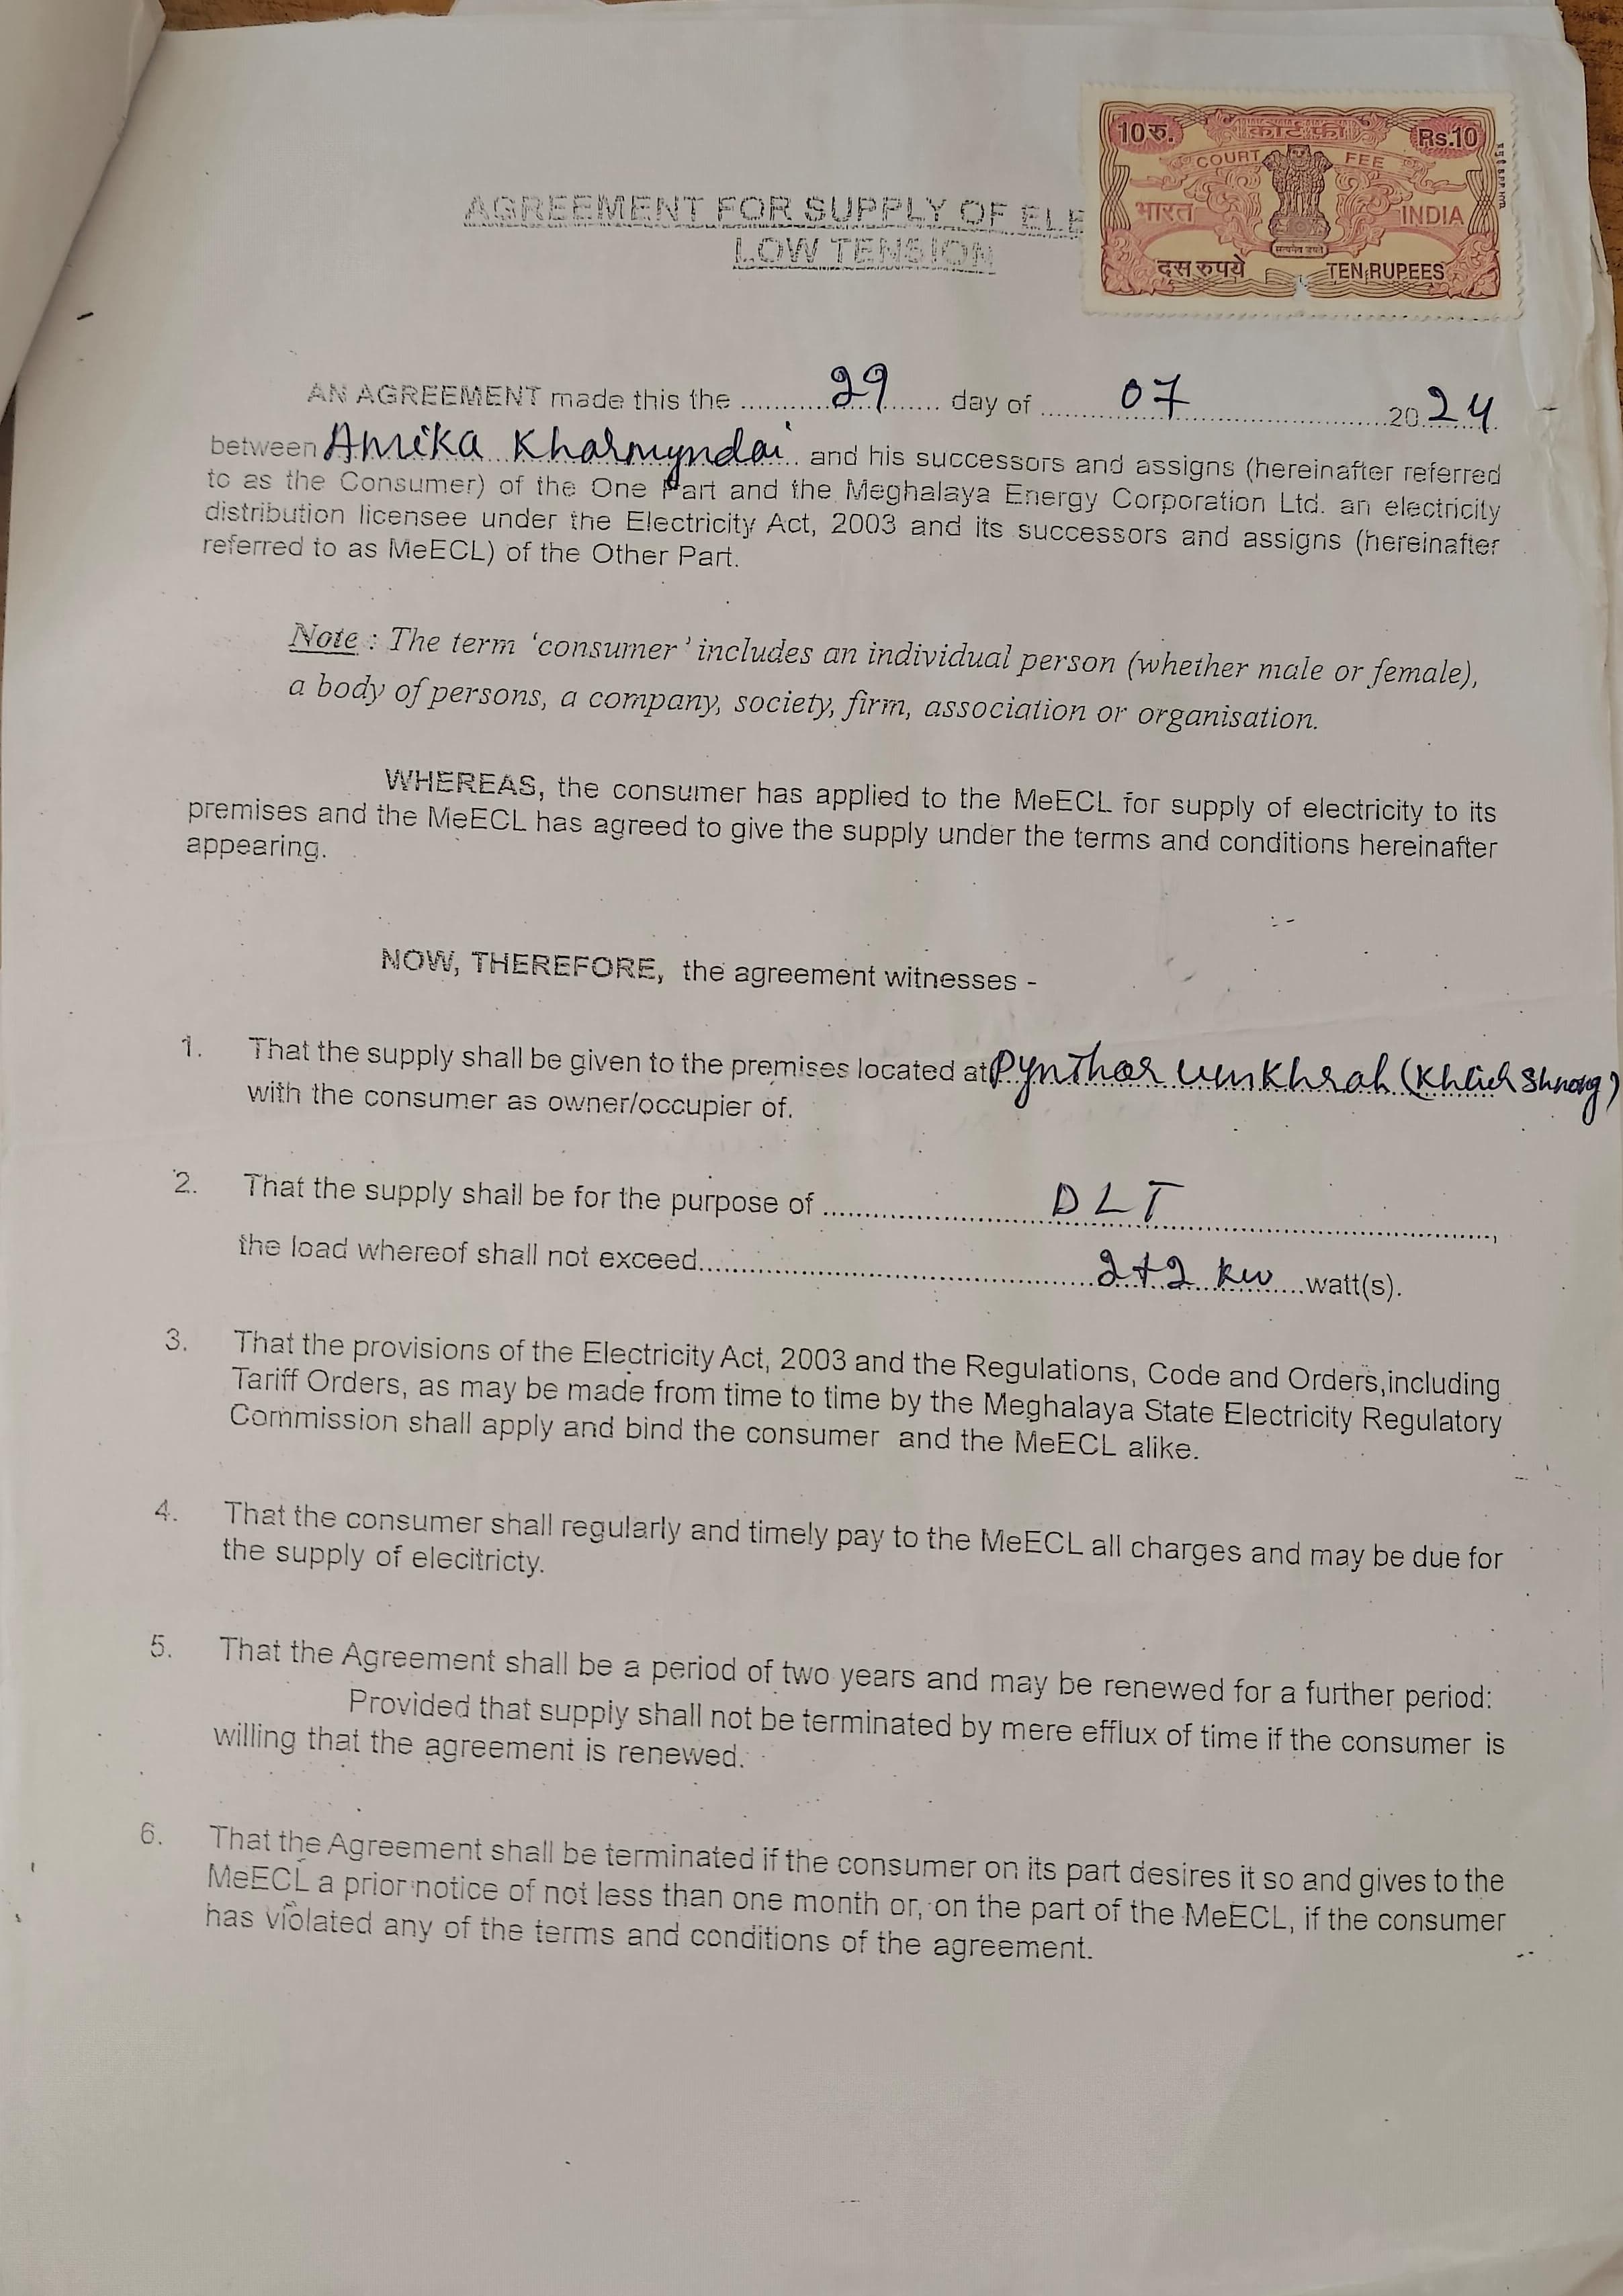 10 रु. कोर्ट फ़ी Rs.10
COURT FEE
भारत INDIA
सत्यमेव जयते
दस रुपये TEN RUPEES
AGREEMENT FOR SUPPLY OF ELE
LOW TENSION
AN AGREEMENT made this the ............29....... day of ............07............................20.24.
between Amika Kharmyndai and his successors and assigns (hereinafter referred
to as the Consumer) of the One Part and the Meghalaya Energy Corporation Ltd. an electricity
distribution licensee under the Electricity Act, 2003 and its successors and assigns (hereinafter
referred to as MeECL) of the Other Part.
Note : The term ‘consumer’ includes an individual person (whether male or female),
a body of persons, a company, society, firm, association or organisation.
WHEREAS, the consumer has applied to the MeECL for supply of electricity to its
premises and the MeECL has agreed to give the supply under the terms and conditions hereinafter
appearing.
NOW, THEREFORE, the agreement witnesses -
1. That the supply shall be given to the premises located at Pynthor umkhrah (Khlieh Shnong)
with the consumer as owner/occupier of.
2. That the supply shall be for the purpose of ........................DLT................................,
the load whereof shall not exceed............................................2+2 kw....watt(s).
3. That the provisions of the Electricity Act, 2003 and the Regulations, Code and Orders,including
Tariff Orders, as may be made from time to time by the Meghalaya State Electricity Regulatory
Commission shall apply and bind the consumer and the MeECL alike.
4. That the consumer shall regularly and timely pay to the MeECL all charges and may be due for
the supply of elecitricty.
5. That the Agreement shall be a period of two years and may be renewed for a further period:
Provided that supply shall not be terminated by mere efflux of time if the consumer is
willing that the agreement is renewed.
6. That the Agreement shall be terminated if the consumer on its part desires it so and gives to the
MeECL a prior notice of not less than one month or, on the part of the MeECL, if the consumer
has violated any of the terms and conditions of the agreement.